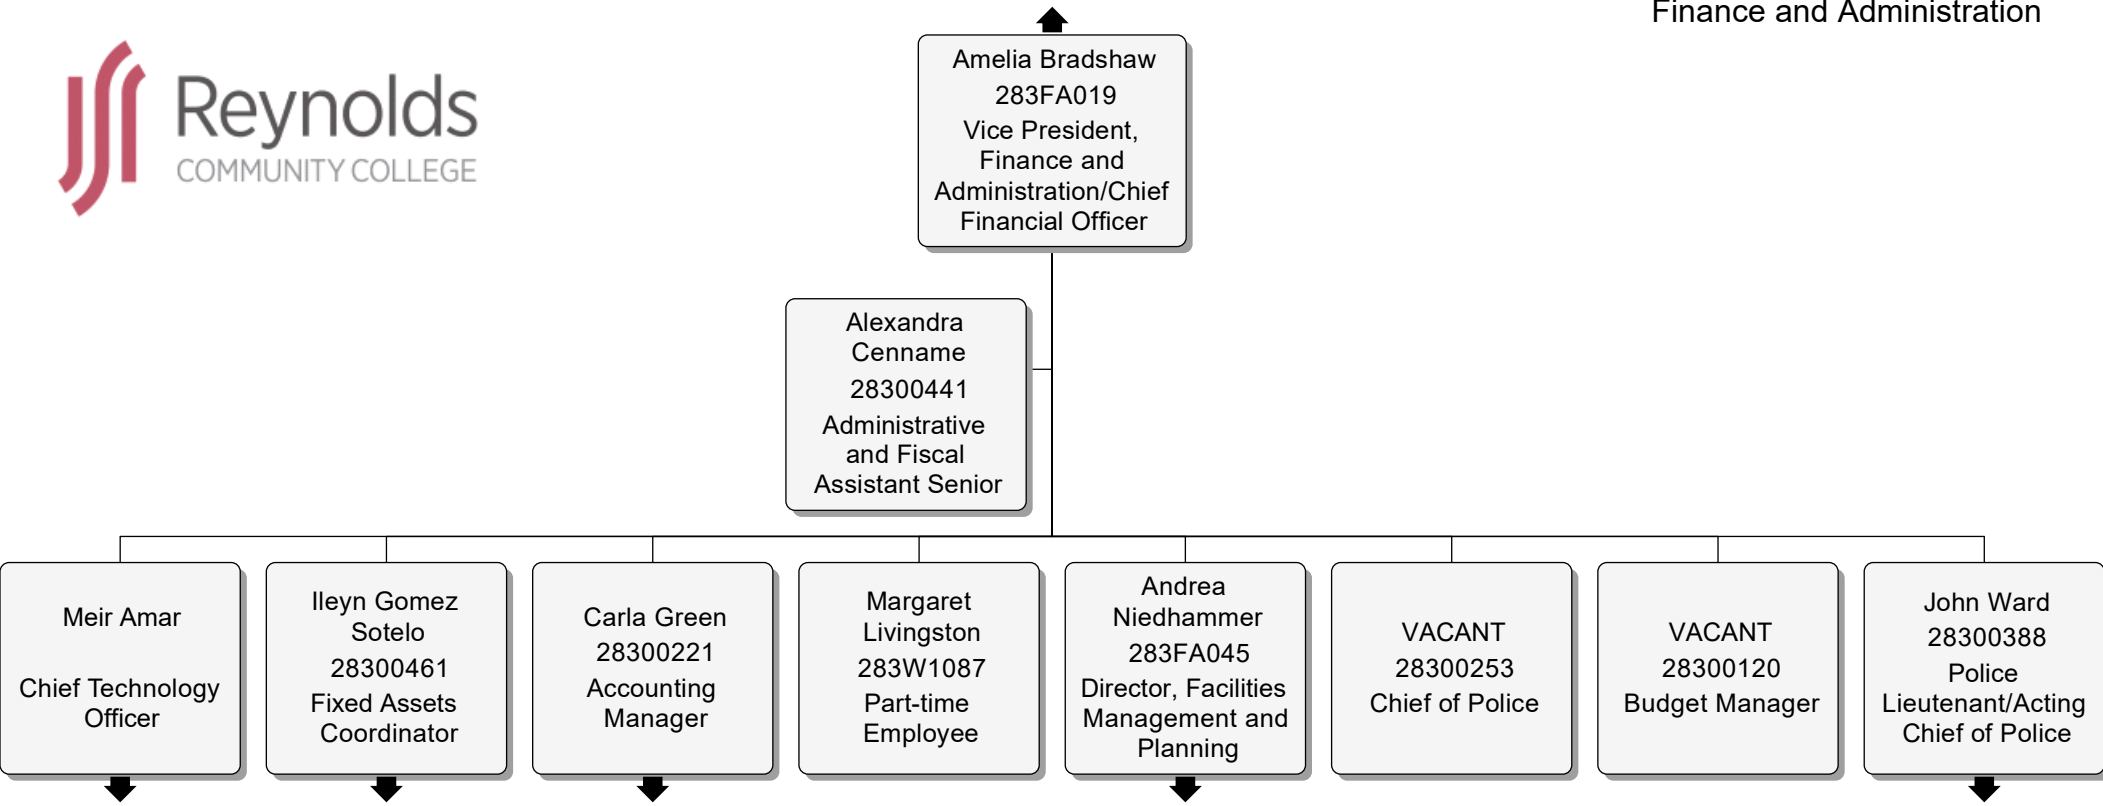 Finance and Administration
Reynolds
COMMUNITY COLLEGE
Amelia Bradshaw
283FA019
Vice President,
Finance and
Administration/Chief
Financial Officer
Alexandra
Cenname
28300441
Administrative
and Fiscal
Assistant Senior
Meir Amar
Chief Technology
Officer
Ileyn Gomez
Sotelo
28300461
Fixed Assets
Coordinator
Carla Green
28300221
Accounting
Manager
Margaret
Livingston
283W1087
Part-time
Employee
Andrea
Niedhammer
283FA045
Director, Facilities
Management and
Planning
VACANT
28300253
Chief of Police
VACANT
28300120
Budget Manager
John Ward
28300388
Police
Lieutenant/Acting
Chief of Police